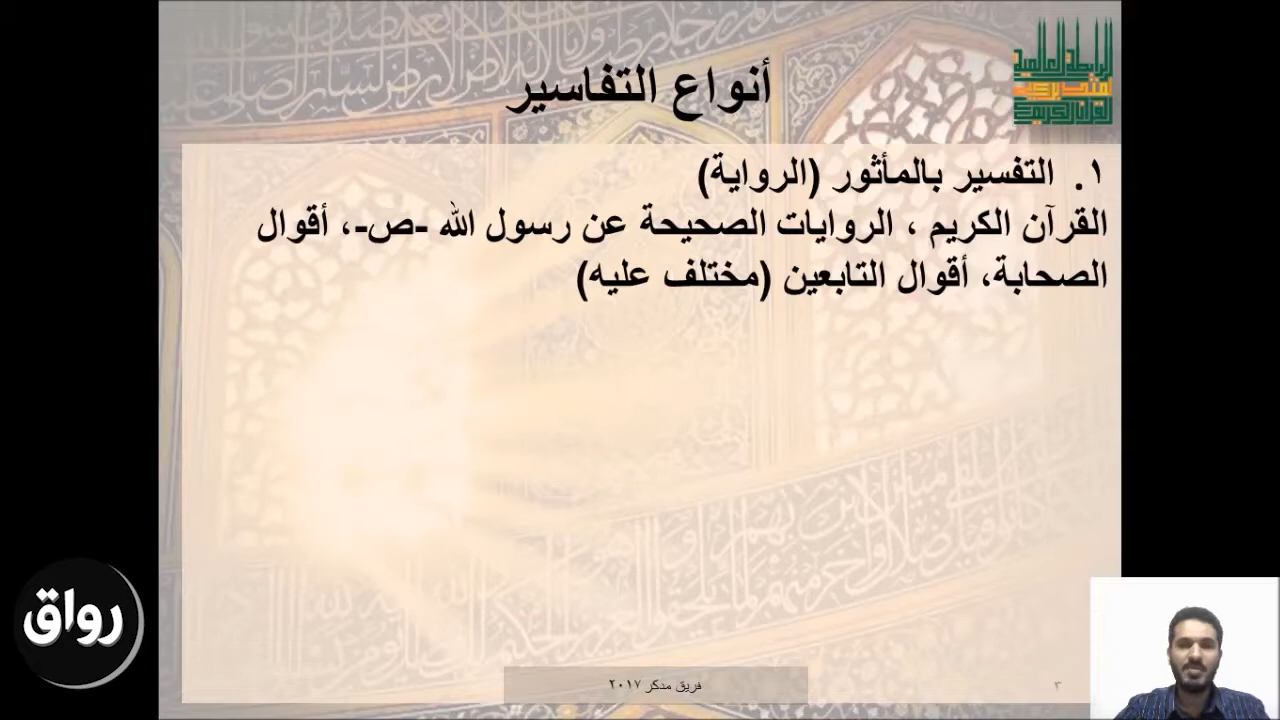 أنواع التفاسير
١. التفسير بالمأثور (الرواية)
القرآن الكريم ، الروايات الصحيحة عن رسول الله -ص-، أقوال
الصحابة، أقوال التابعين (مختلف عليه)
رواق
فريق مدكر ٢٠١٧
٣